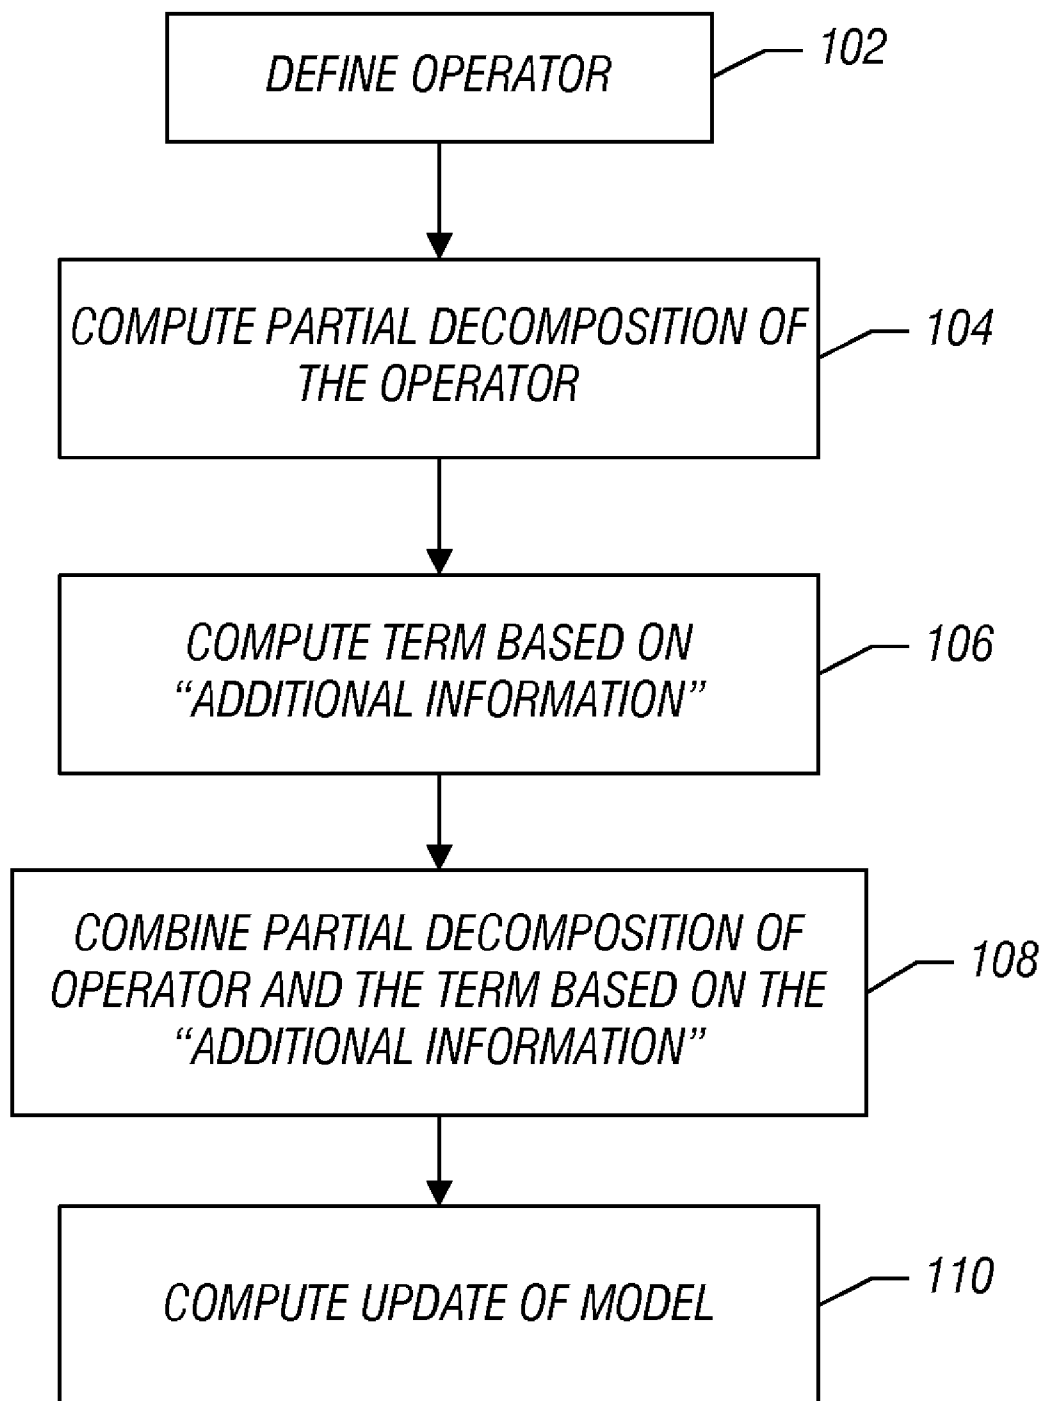 DEFINE OPERATOR
102
COMPUTE PARTIAL DECOMPOSITION OF
THE OPERATOR
104
COMPUTE TERM BASED ON
“ADDITIONAL INFORMATION”
106
COMBINE PARTIAL DECOMPOSITION OF
OPERATOR AND THE TERM BASED ON THE
“ADDITIONAL INFORMATION”
108
COMPUTE UPDATE OF MODEL
110